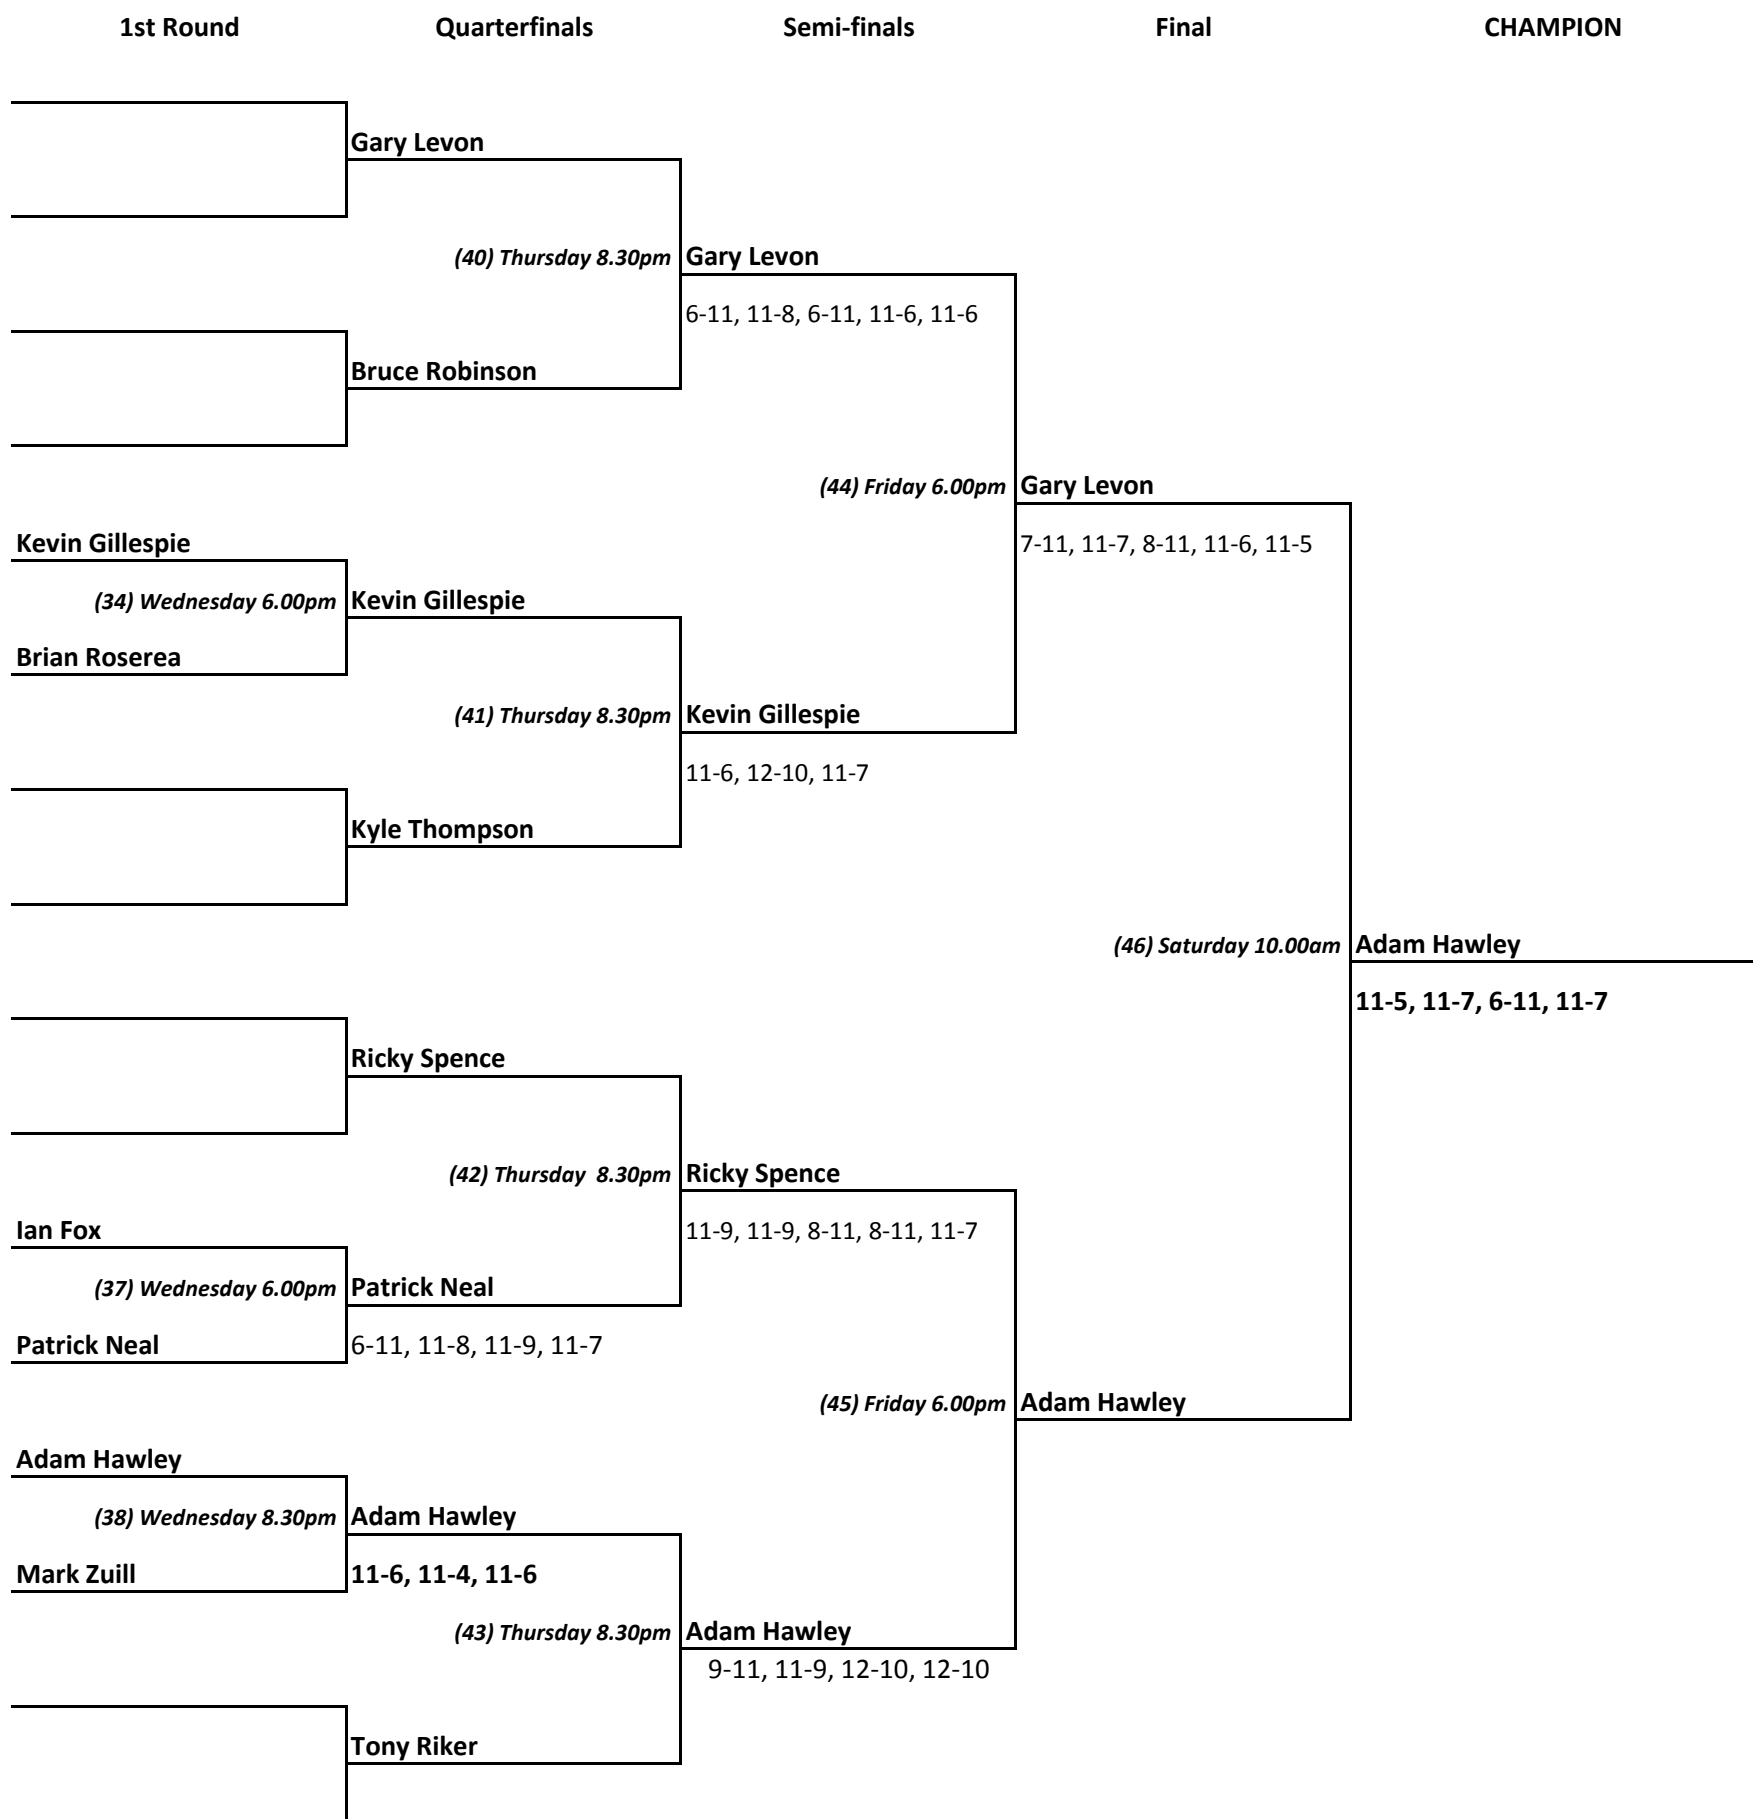 1st Round Quarterfinals Semi-finals Final CHAMPION
Gary Levon
(40) Thursday 8.30pm Gary Levon
6-11, 11-8, 6-11, 11-6, 11-6
Bruce Robinson
(44) Friday 6.00pm Gary Levon
Kevin Gillespie 7-11, 11-7, 8-11, 11-6, 11-5
(34) Wednesday 6.00pm Kevin Gillespie
Brian Roserea
(41) Thursday 8.30pm Kevin Gillespie
11-6, 12-10, 11-7
Kyle Thompson
(46) Saturday 10.00am Adam Hawley
11-5, 11-7, 6-11, 11-7
Ricky Spence
(42) Thursday 8.30pm Ricky Spence
Ian Fox 11-9, 11-9, 8-11, 8-11, 11-7
(37) Wednesday 6.00pm Patrick Neal
Patrick Neal 6-11, 11-8, 11-9, 11-7
(45) Friday 6.00pm Adam Hawley
Adam Hawley
(38) Wednesday 8.30pm Adam Hawley
Mark Zuill 11-6, 11-4, 11-6
(43) Thursday 8.30pm Adam Hawley
9-11, 11-9, 12-10, 12-10
Tony Riker